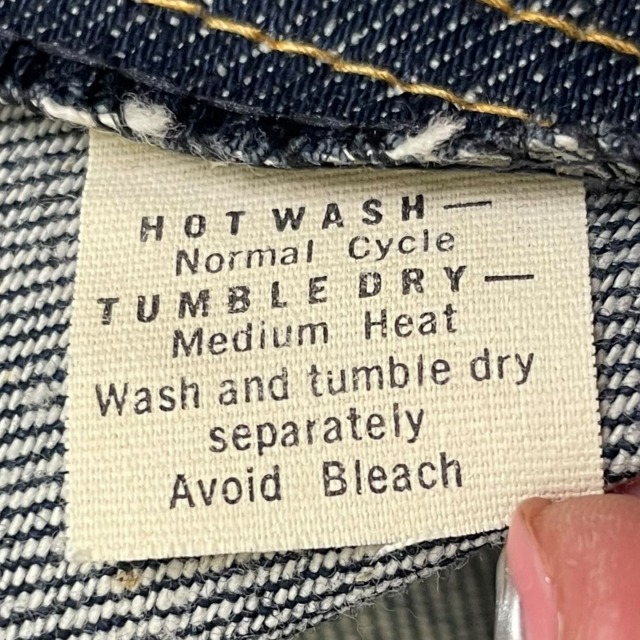 HOT WASH—
Normal Cycle
TUMBLE DRY—
Medium Heat
Wash and tumble dry
separately
Avoid Bleach